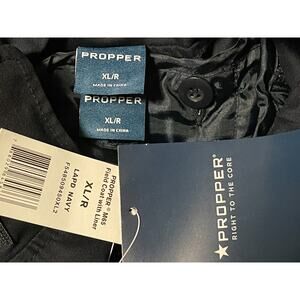 PROPPER
XL/R
MADE IN CHINA
PROPPER
XL/R
MADE IN CHINA
PROPPER® M65
Field Coat with Liner
XL/R
LAPD NAVY
PROPPER®
RIGHT TO THE CORE